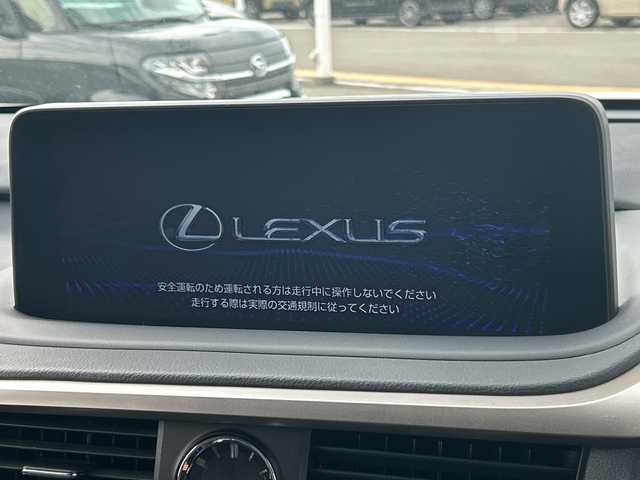 LEXUS
安全運転のため運転される方は走行中に操作しないでください
走行する際は実際の交通規制に従ってください